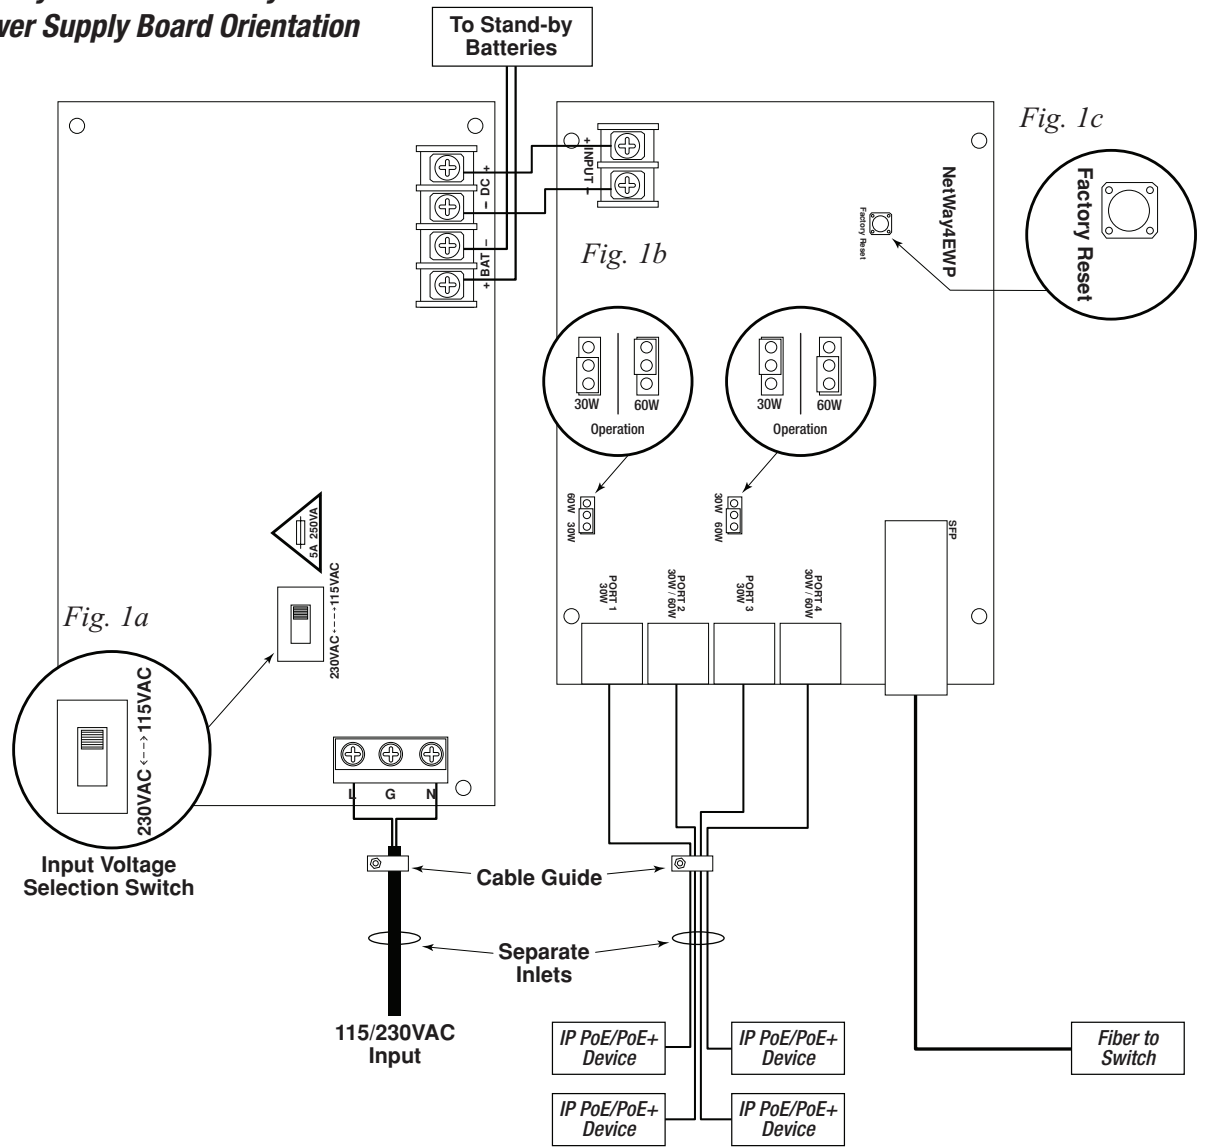 Supply Board Orientation
To Stand-by
Batteries
Fig. 1c
Factory Reset
+ INPUT –
– DC +
+ BAT –
NetWay4EWP
Factory Reset
Fig. 1b
30W
60W
Operation
30W
60W
Operation
60W 30W
30W 60W
SFP
5A 250VA
230VAC<--->115VAC
Fig. 1a
230VAC<--->115VAC
Input Voltage
Selection Switch
PORT 1
30W
PORT 2
30W / 60W
PORT 3
30W
PORT 4
30W / 60W
L G N
Cable Guide
Separate
Inlets
115/230VAC
Input
IP PoE/PoE+
Device
IP PoE/PoE+
Device
IP PoE/PoE+
Device
IP PoE/PoE+
Device
Fiber to
Switch